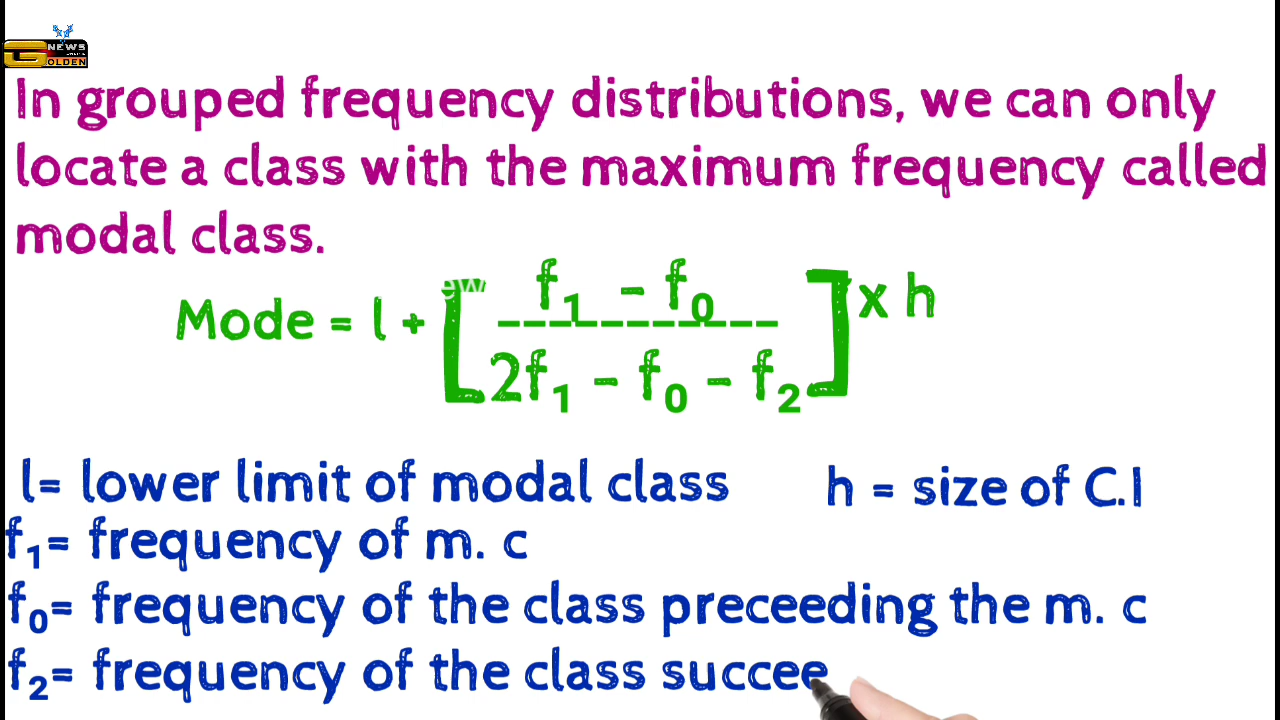 NEWS
GOLDEN
In grouped frequency distributions, we can only
locate a class with the maximum frequency called
modal class.
Mode = l + [ f₁ - f₀ / 2f₁ - f₀ - f₂ ] x h
l= lower limit of modal class h = size of C.I
f₁= frequency of m. c
f₀= frequency of the class preceeding the m. c
f₂= frequency of the class succee